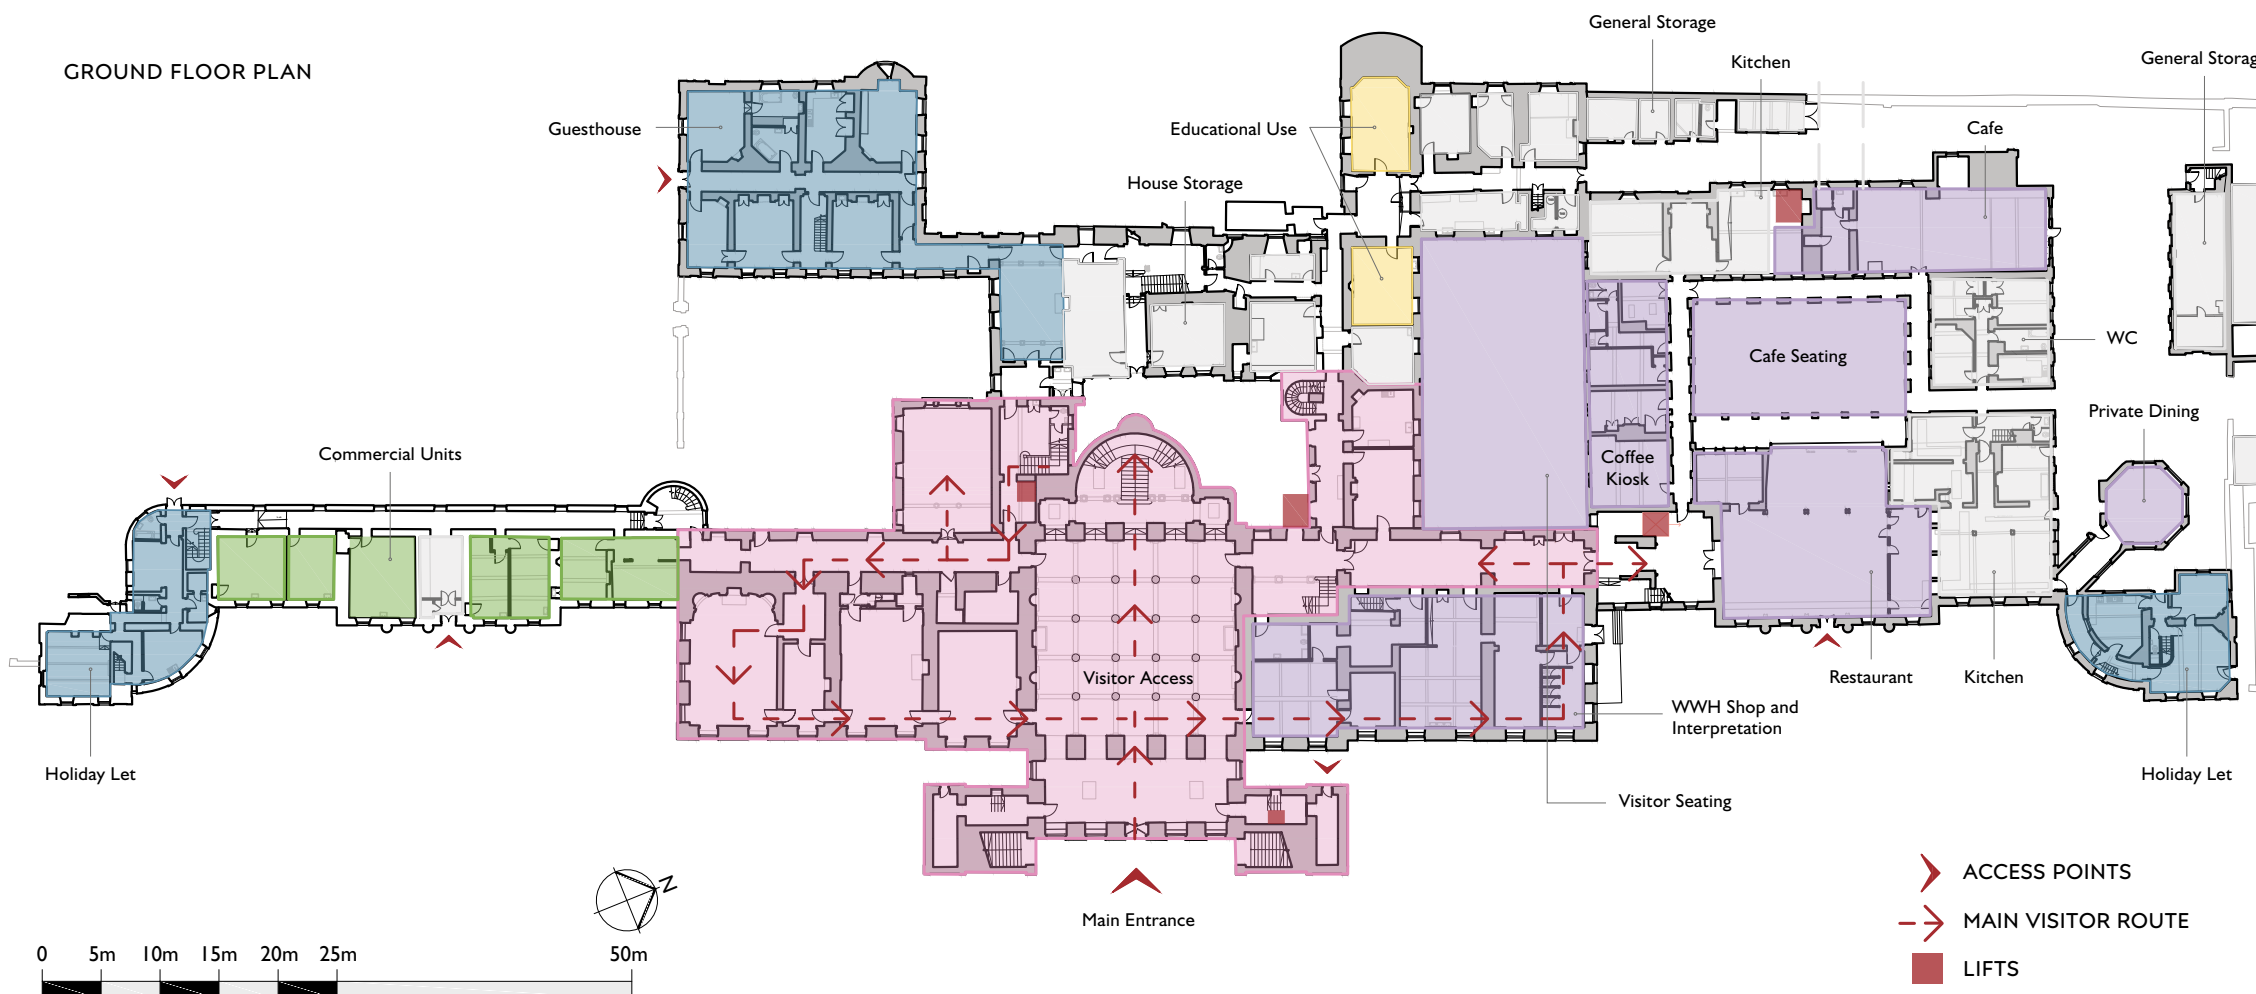 General Storage
GROUND FLOOR PLAN
Kitchen
General Storag
Guesthouse
Educational Use
Cafe
House Storage
Cafe Seating
WC
Private Dining
Commercial Units
Coffee
Kiosk
Visitor Access
Restaurant
Kitchen
WWH Shop and
Interpretation
Holiday Let
Holiday Let
Visitor Seating
ACCESS POINTS
N
Main Entrance
MAIN VISITOR ROUTE
0 5m 10m 15m 20m 25m 50m
LIFTS